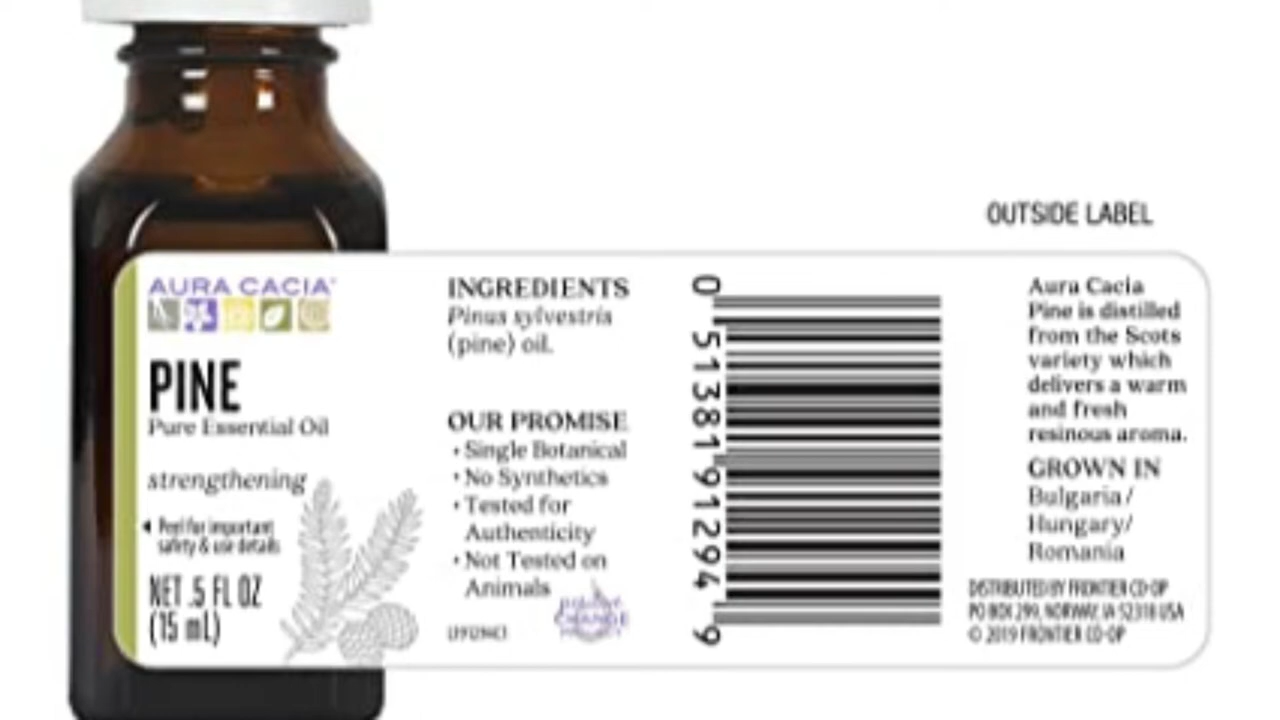 OUTSIDE LABEL
AURA CACIA
PINE
Pure Essential Oil
strengthening
Peel for important
safety & use details
NET .5 FL OZ
(15 mL)
INGREDIENTS
Pinus sylvestris
(pine) oil.
OUR PROMISE
• Single Botanical
• No Synthetics
• Tested for
Authenticity
• Not Tested on
Animals
CHANGE
0 51381 91294 9
Aura Cacia
Pine is distilled
from the Scots
variety which
delivers a warm
and fresh
resinous aroma.
GROWN IN
Bulgaria/
Hungary/
Romania
DISTRIBUTED BY FRONTIER CO-OP
PO BOX 299, NORWAY, IA 52318 USA
© 2019 FRONTIER CO-OP